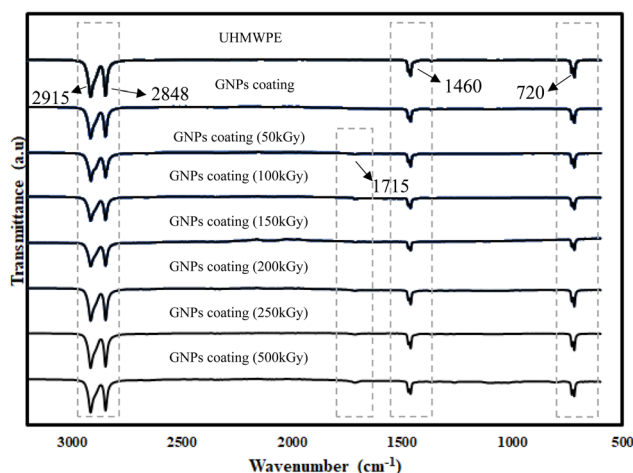 UHMWPE
2915
2848
GNPs coating
1460
720
GNPs coating (50kGy)
GNPs coating (100kGy)
1715
GNPs coating (150kGy)
GNPs coating (200kGy)
GNPs coating (250kGy)
GNPs coating (500kGy)
Transmittance (a.u)
3000 2500 2000 1500 1000 500
Wavenumber (cm⁻¹)